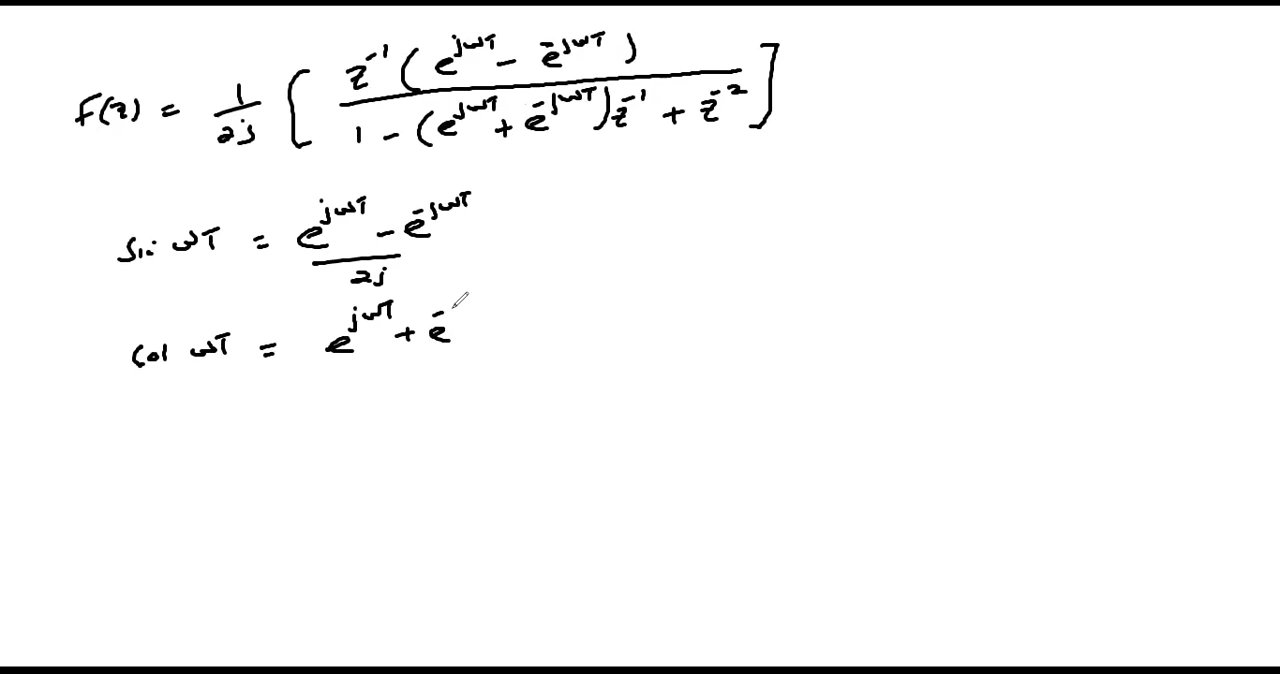 F(z) = 1/2j [ z⁻¹ ( e^jωT − e^-jωT ) / 1 − ( e^jωT + e^-jωT ) z⁻¹ + z⁻² ]
Sin ωT = e^jωT − e^-jωT / 2j
Cos ωT = e^jωT + e^-